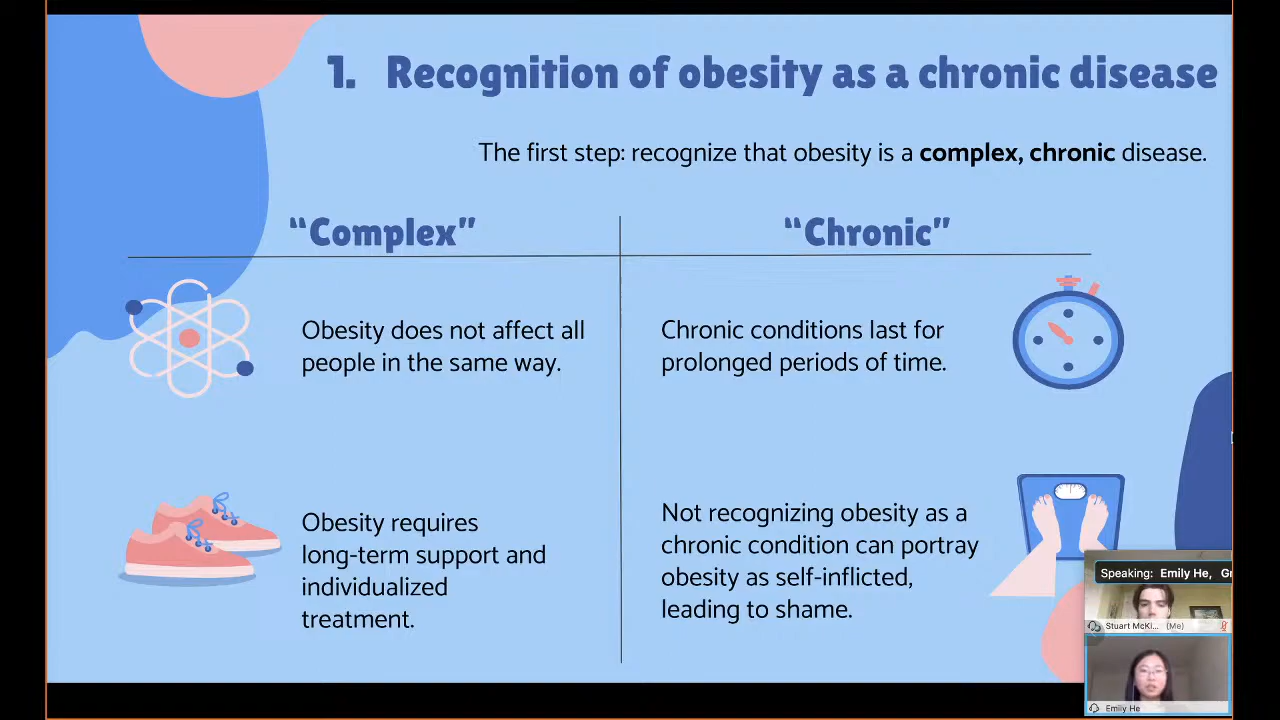 1. Recognition of obesity as a chronic disease
The first step: recognize that obesity is a complex, chronic disease.
“Complex”
“Chronic”
Obesity does not affect all
people in the same way.
Chronic conditions last for
prolonged periods of time.
Obesity requires
long-term support and
individualized
treatment.
Not recognizing obesity as a
chronic condition can portray
obesity as self-inflicted,
leading to shame.
Speaking: Emily He, Gr
Stuart McKi... (Me)
Emily He